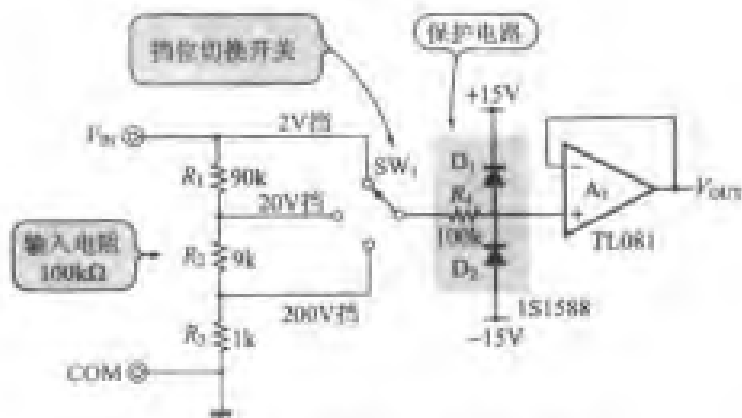 挡位切换开关
保护电路
+15V
V_IN
2V挡
SW₁
D₁
R₁ 90k
R₄
20V挡
100k
A₁
V_OUT
TL081
输入电阻
100kΩ
R₂ 9k
D₂
200V挡
1S1588
R₃ 1k
-15V
COM
−
+